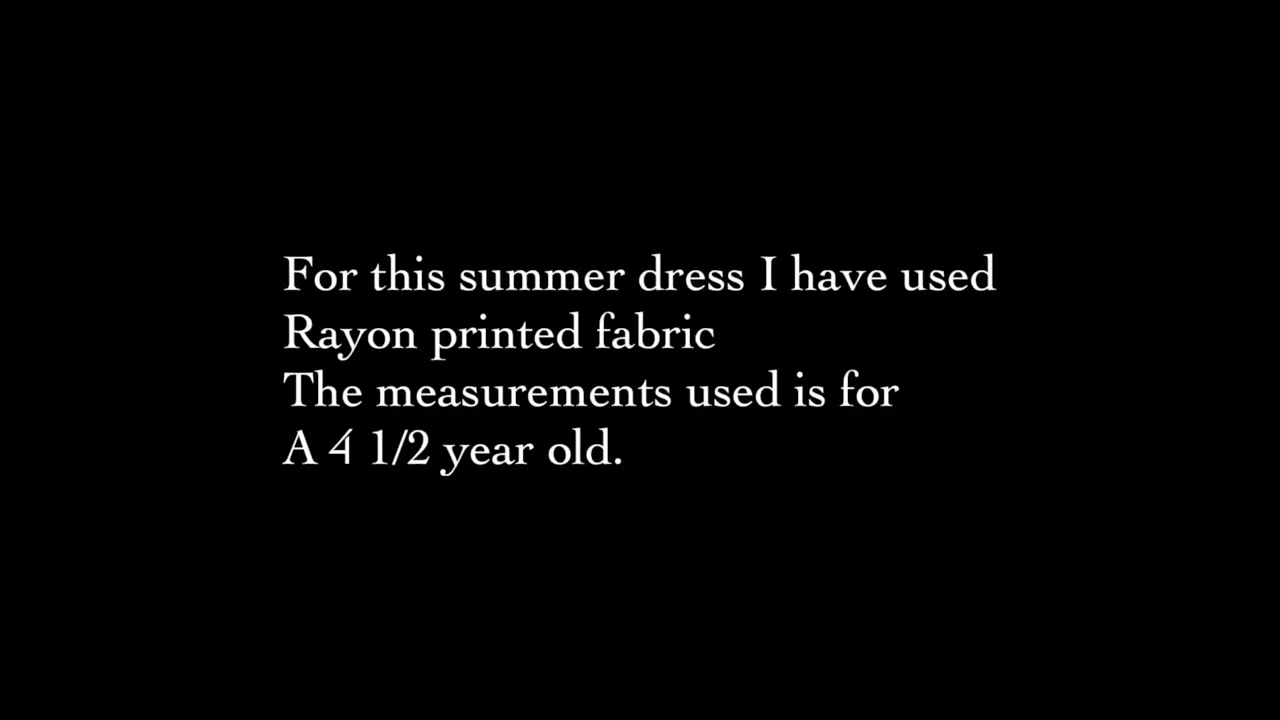 For this summer dress I have used
Rayon printed fabric
The measurements used is for
A 4 1/2 year old.